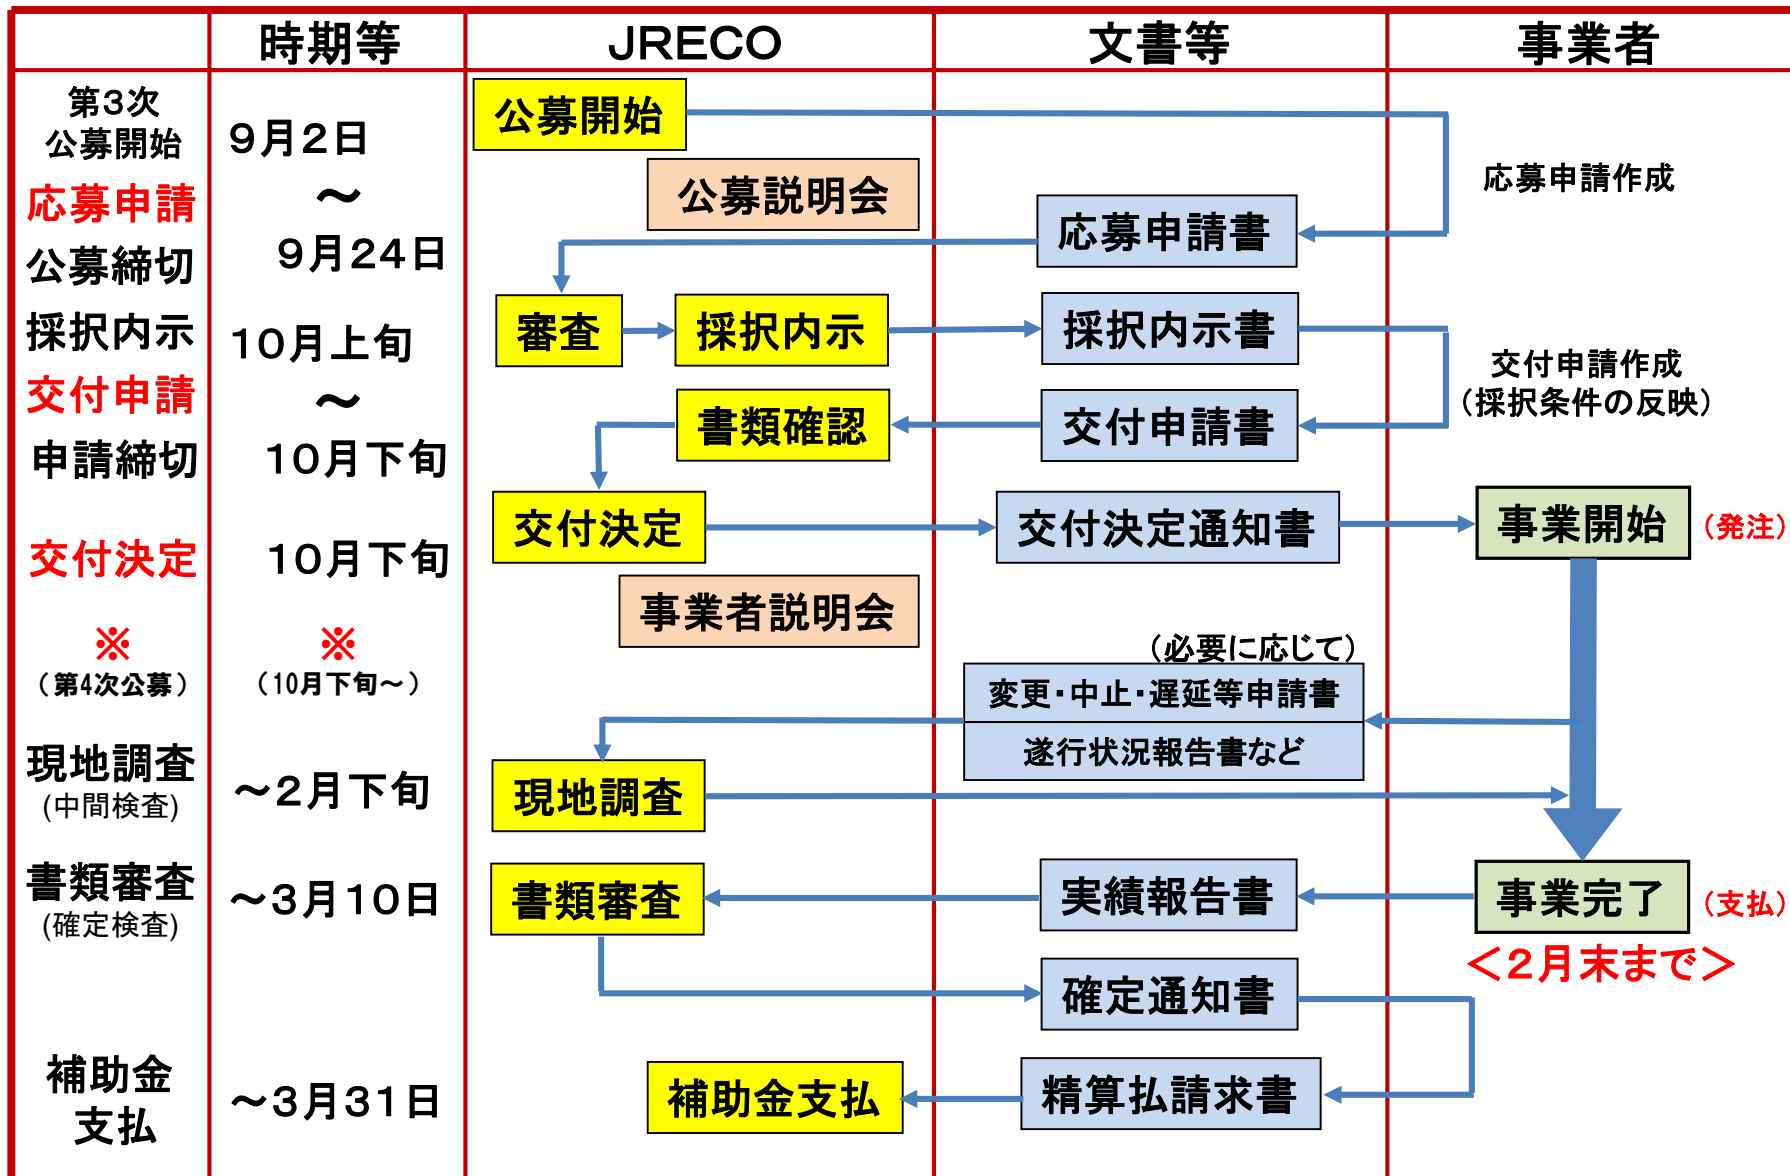 時期等
JRECO
文書等
事業者
第3次
公募開始
9月2日
公募開始
応募申請
～
公募説明会
応募申請作成
公募締切
9月24日
応募申請書
採択内示
10月上旬
審査
採択内示
採択内示書
交付申請作成
(採択条件の反映)
交付申請
～
書類確認
交付申請書
申請締切
10月下旬
交付決定
10月下旬
交付決定
交付決定通知書
事業開始
(発注)
事業者説明会
※
※
(第4次公募)
(10月下旬～)
(必要に応じて)
変更・中止・遅延等申請書
遂行状況報告書など
現地調査
(中間検査)
～2月下旬
現地調査
書類審査
(確定検査)
～3月10日
書類審査
実績報告書
事業完了
(支払)
<2月末まで>
確定通知書
補助金
支払
～3月31日
補助金支払
精算払請求書